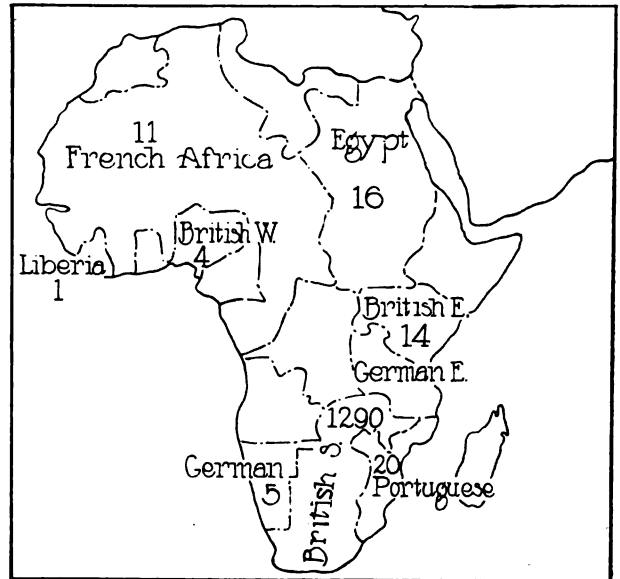 11
French Africa
Egypt
16
British W.
4
Liberia
1
British E.
14
German E.
1290
German
5
British S
20
Portuguese